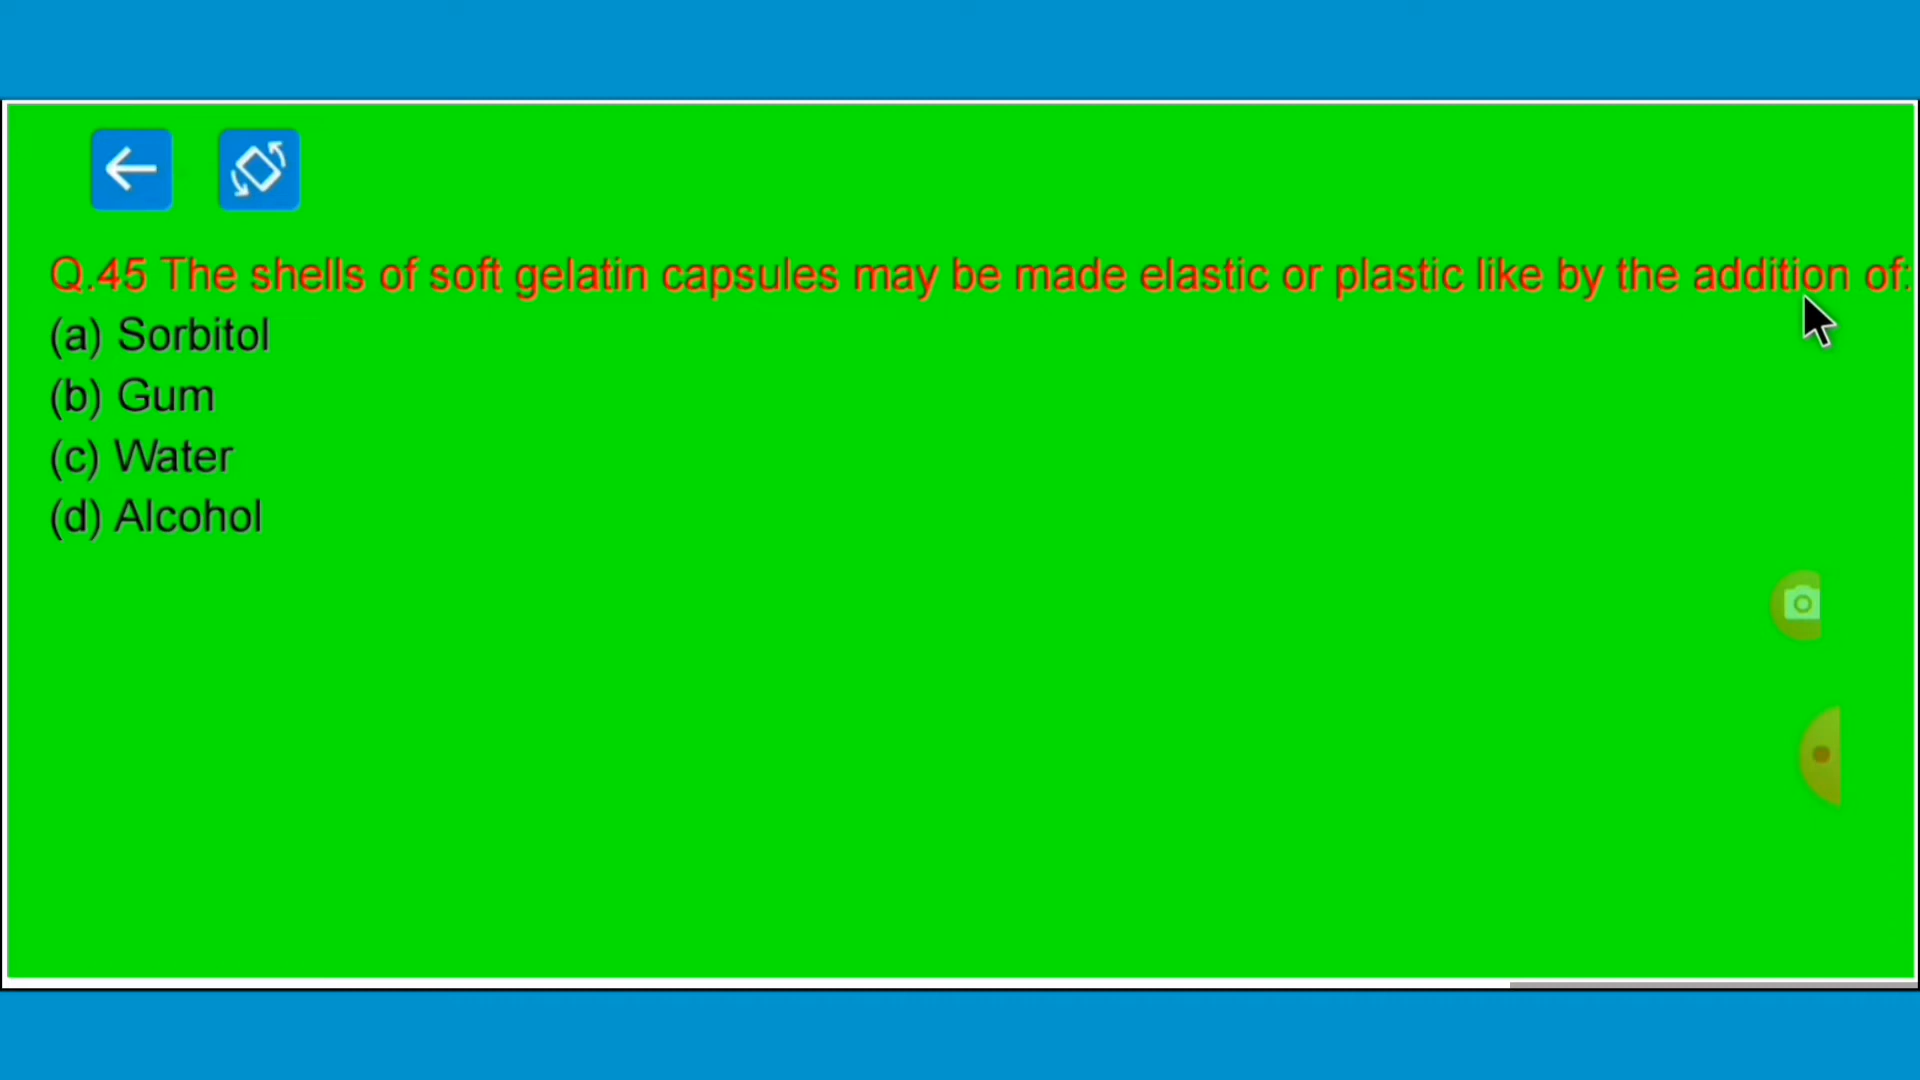 Q.45 The shells of soft gelatin capsules may be made elastic or plastic like by the addition of:
(a) Sorbitol
(b) Gum
(c) Water
(d) Alcohol